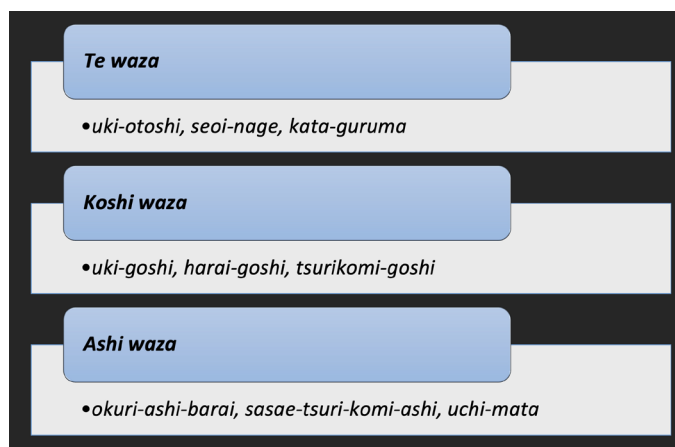 Te waza
•uki-otoshi, seoi-nage, kata-guruma
Koshi waza
•uki-goshi, harai-goshi, tsurikomi-goshi
Ashi waza
•okuri-ashi-barai, sasae-tsuri-komi-ashi, uchi-mata